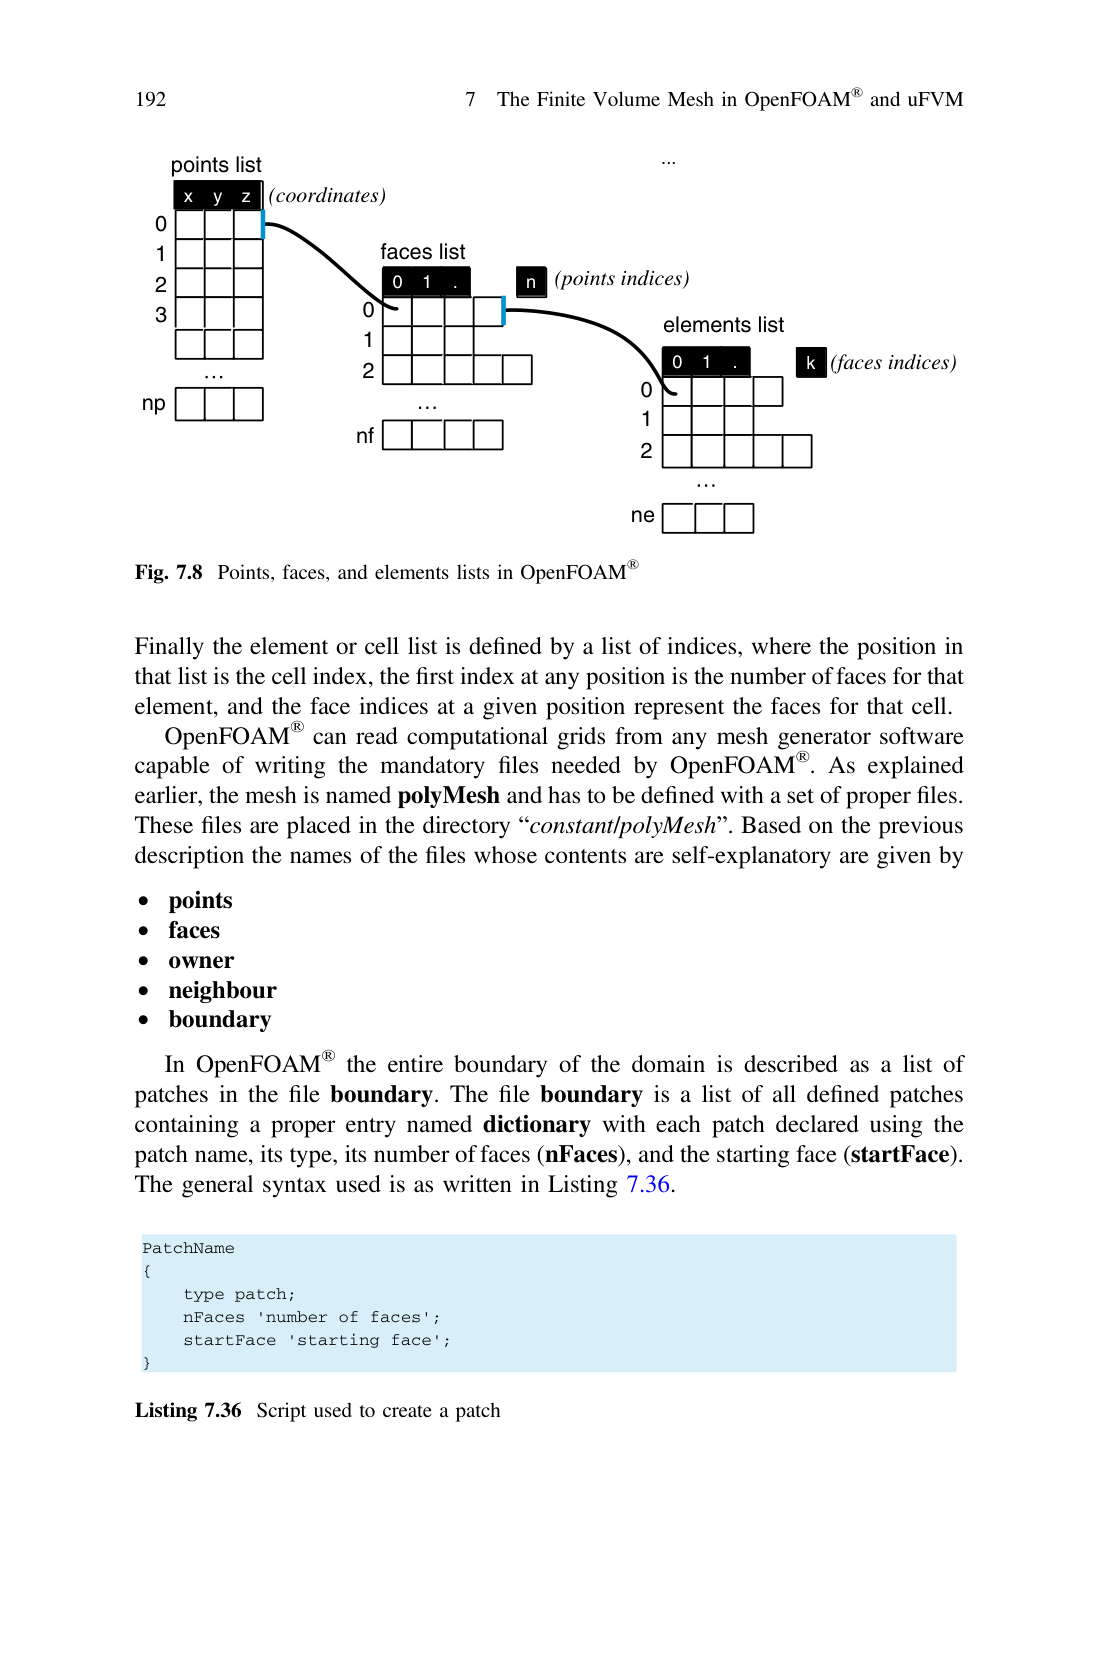 192
7 The Finite Volume Mesh in OpenFOAM® and uFVM
...
points list
x y z (coordinates)
0
1
2
3
...
np
faces list
0 1 . n (points indices)
0
1
2
...
nf
elements list
0 1 . k (faces indices)
0
1
2
...
ne
Fig. 7.8 Points, faces, and elements lists in OpenFOAM®
Finally the element or cell list is defined by a list of indices, where the position in
that list is the cell index, the first index at any position is the number of faces for that
element, and the face indices at a given position represent the faces for that cell.
OpenFOAM® can read computational grids from any mesh generator software
capable of writing the mandatory files needed by OpenFOAM®. As explained
earlier, the mesh is named polyMesh and has to be defined with a set of proper files.
These files are placed in the directory “constant/polyMesh”. Based on the previous
description the names of the files whose contents are self-explanatory are given by
• points
• faces
• owner
• neighbour
• boundary
In OpenFOAM® the entire boundary of the domain is described as a list of
patches in the file boundary. The file boundary is a list of all defined patches
containing a proper entry named dictionary with each patch declared using the
patch name, its type, its number of faces (nFaces), and the starting face (startFace).
The general syntax used is as written in Listing 7.36.
PatchName
{
type patch;
nFaces 'number of faces';
startFace 'starting face';
}
Listing 7.36 Script used to create a patch